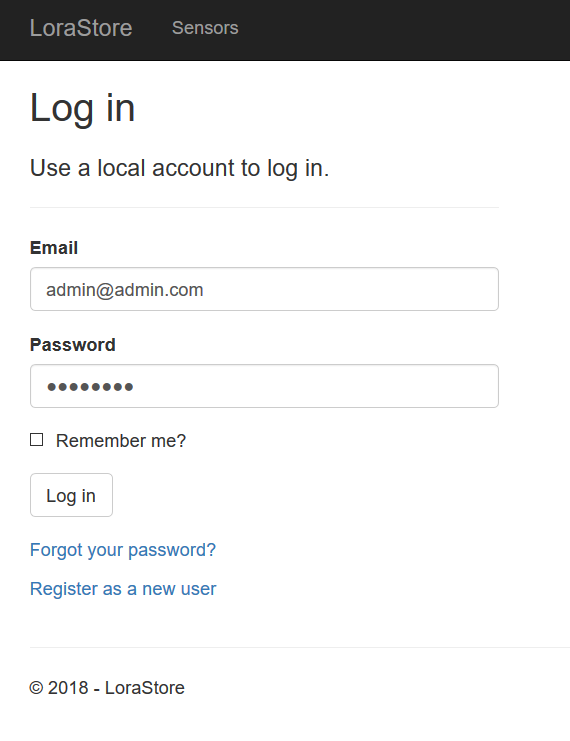 LoraStore Sensors
Log in
Use a local account to log in.
Email
admin@admin.com
Password
••••••••
Remember me?
Log in
Forgot your password?
Register as a new user
© 2018 - LoraStore